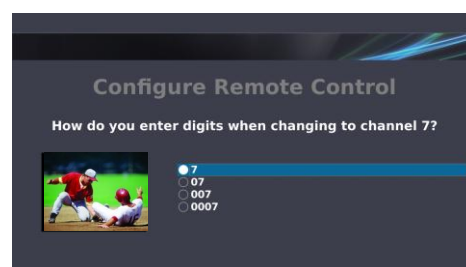 Configure Remote Control
How do you enter digits when changing to channel 7?
7
07
007
0007